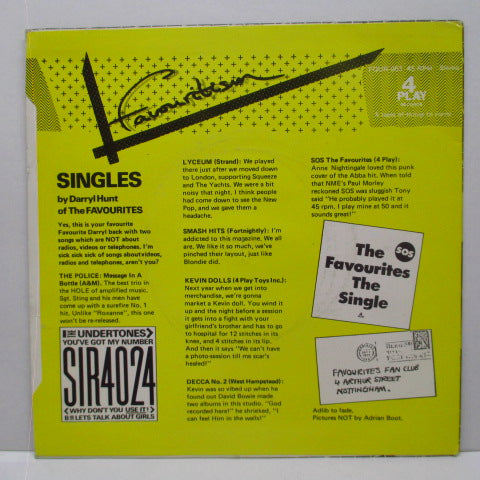 FOUR-003 45 RPM Stereo
4
PLAY
Favouritism
SINGLES
by Darryl Hunt
of The FAVOURITES
Yes, this is your favourite
Favourite Darryl back with two
songs which are NOT about
radios, videos or telephones. I'm
sick sick sick of songs about videos,
radios and telephones, aren't you?
THE POLICE: Message In A
Bottle (A&M). The best trio in
the HOLE of amplified music.
Sgt. Sting and his men have
come up with a surefire No. 1
hit. Unlike "Roxanne", this one
won't be re-released.
THE UNDERTONES
YOU'VE GOT MY NUMBER
SIR4024
(WHY DON'T YOU USE IT!)
B LETS TALK ABOUT GIRLS
LYCEUM (Strand): We played
there just after we moved down
to London, supporting Squeeze
and The Yachts. We were a bit
noisy that night, I think people
had come down to see the New
Pop, and we gave them a
headache.
SMASH HITS (Fortnightly): I'm
addicted to this magazine. We all
are. We like it so much, we've
pinched their layout, just like
Blondie did.
KEVIN DOLLS (4 Play Toys Inc.):
Next year when we get into
merchandise, we're gonna
market a Kevin doll. You wind it
up and the night before a session
it gets into a fight with your
girlfriend's brother and has to go
to hospital for 12 stitches in its
knee, and 4 stitches in its lip.
And then it says "We can't have
a photo-session till me scar's
healed!"
DECCA No. 2 (West Hampstead):
Kevin was so vibed up when he
found out David Bowie made
two albums in this studio. "God
recorded here!" he shrieked, "I
can feel Him in the walls!"
SOS The Favourites (4 Play):
Anne Nightingale loved this punk
cover of the Abba hit. When told
that NME's Paul Morley
reckoned SOS was sluggish Tony
said "He probably played it at
45 rpm. I play mine at 50 and it
sounds great!"
SOS
The
Favourites
The
Single
FAVOURITES FAN CLUB
4 ARTHUR STREET
NOTTINGHAM.
Adlib to fade.
Pictures NOT by Adrian Boot.